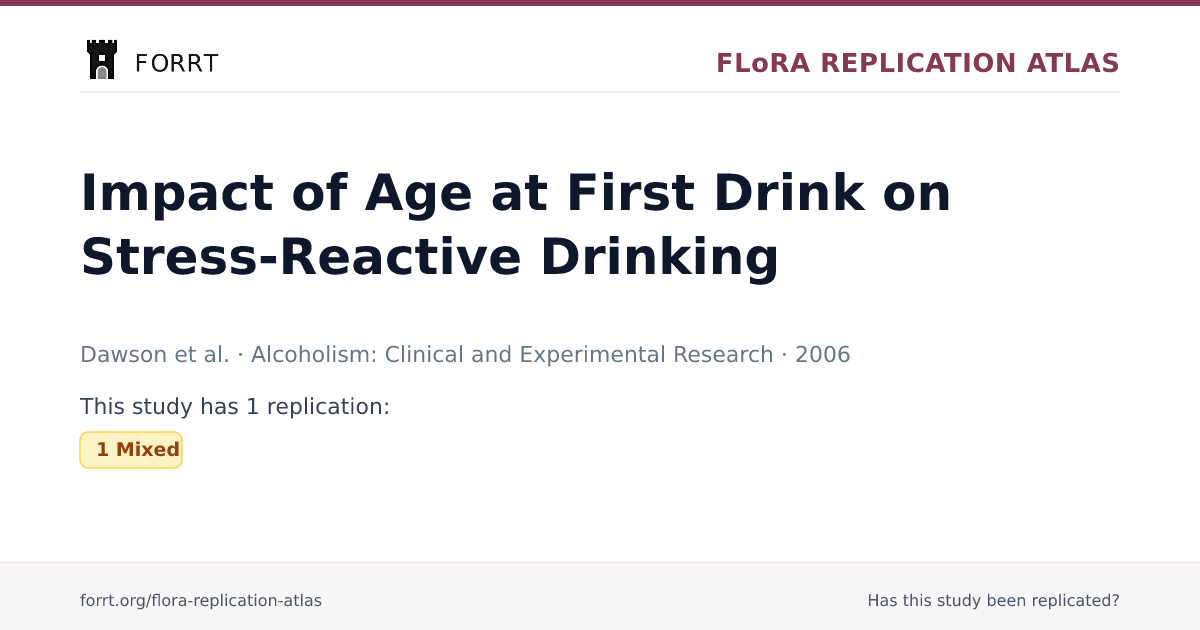 FORRT
FLoRA REPLICATION ATLAS
Impact of Age at First Drink on
Stress-Reactive Drinking
Dawson et al. · Alcoholism: Clinical and Experimental Research · 2006
This study has 1 replication:
1 Mixed
forrt.org/flora-replication-atlas
Has this study been replicated?